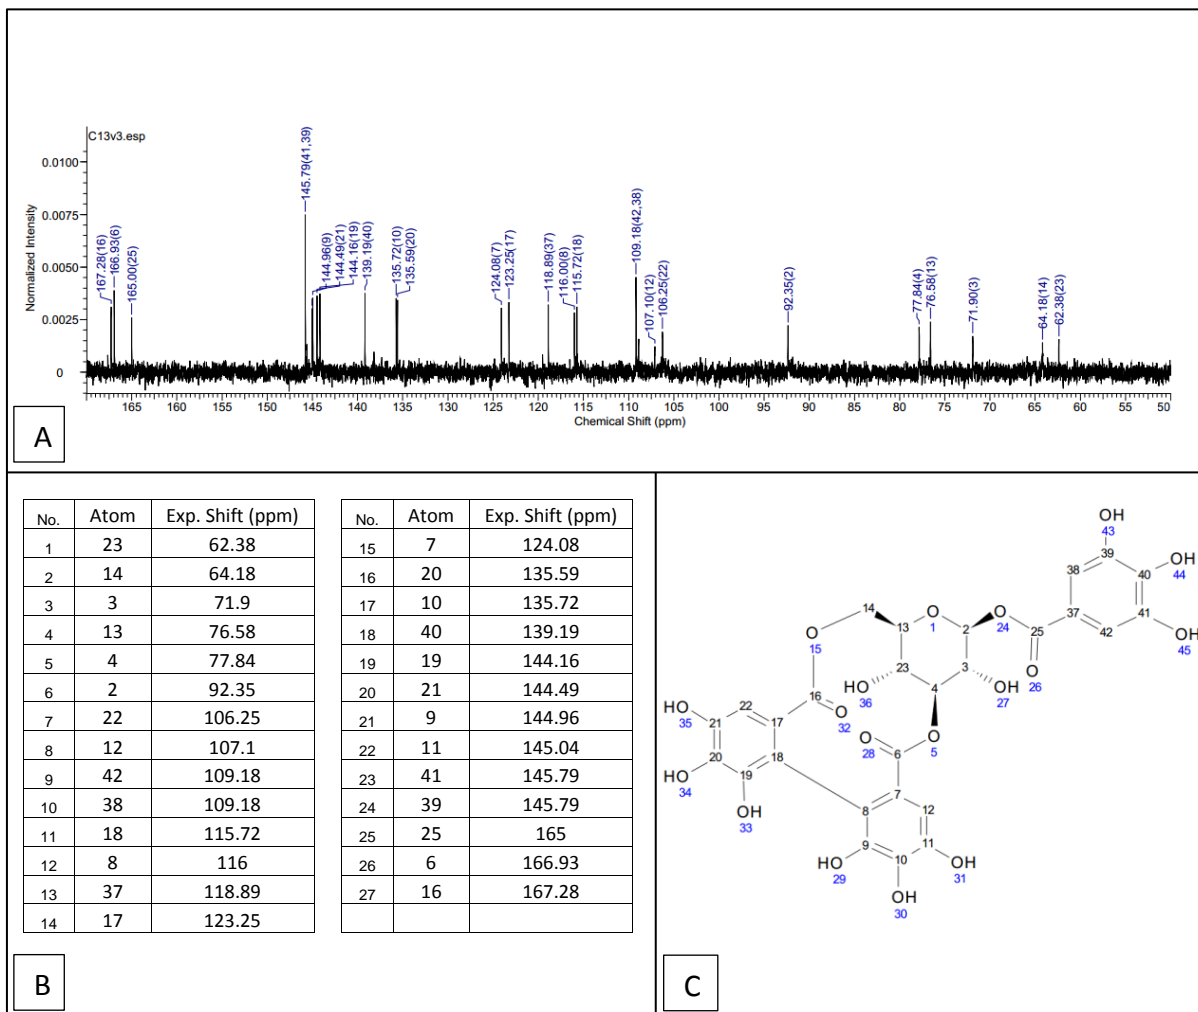 C13v3.esp
0.0100
0.0075
0.0050
0.0025
0
Normalized Intensity
167.28(16)
166.93(6)
165.00(25)
145.79(41,39)
144.96(9)
144.49(21)
144.16(19)
139.19(40)
135.72(10)
135.59(20)
124.08(7)
123.25(17)
118.89(37)
116.00(8)
115.72(18)
109.18(42,38)
107.10(12)
106.25(22)
92.35(2)
77.84(4)
76.58(13)
71.90(3)
64.18(14)
62.38(23)
165 160 155 150 145 140 135 130 125 120 115 110 105 100 95 90 85 80 75 70 65 60 55 50
Chemical Shift (ppm)
A
No. Atom Exp. Shift (ppm)
1 23 62.38
2 14 64.18
3 3 71.9
4 13 76.58
5 4 77.84
6 2 92.35
7 22 106.25
8 12 107.1
9 42 109.18
10 38 109.18
11 18 115.72
12 8 116
13 37 118.89
14 17 123.25
No. Atom Exp. Shift (ppm)
15 7 124.08
16 20 135.59
17 10 135.72
18 40 139.19
19 19 144.16
20 21 144.49
21 9 144.96
22 11 145.04
23 41 145.79
24 39 145.79
25 25 165
26 6 166.93
27 16 167.28
B
OH
43
39
38 40 OH
44
14 O 37 41
13 1 2 O 24 25 42 OH
45
O
15
23 3 O
26
HO
36
4 OH
27
16 O
32
HO
35
22
21 17
O
5
O
28
6
20 18
19 7
HO
34
OH
33
8 12
9 11
10
HO
29
OH
31
OH
30
C